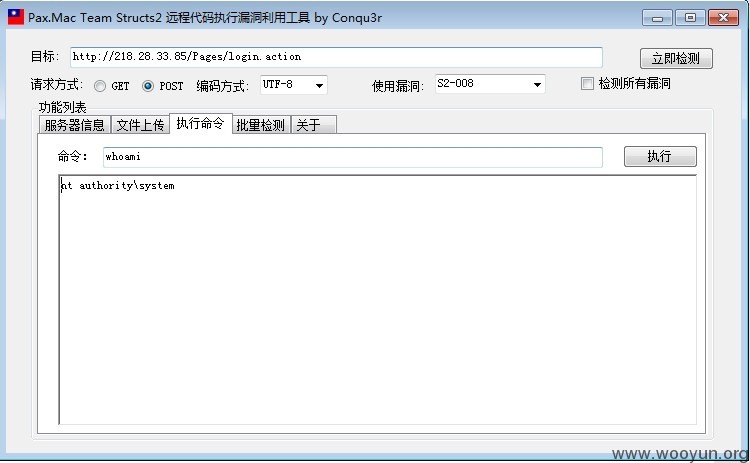 Pax.Mac Team Structs2 远程代码执行漏洞利用工具 by Conqu3r
目标: http://218.28.33.85/Pages/login.action 立即检测
请求方式: GET POST 编码方式: UTF-8 使用漏洞: S2-008 检测所有漏洞
功能列表
服务器信息 文件上传 执行命令 批量检测 关于
命令: whoami 执行
nt authority\system
www.wooyun.org